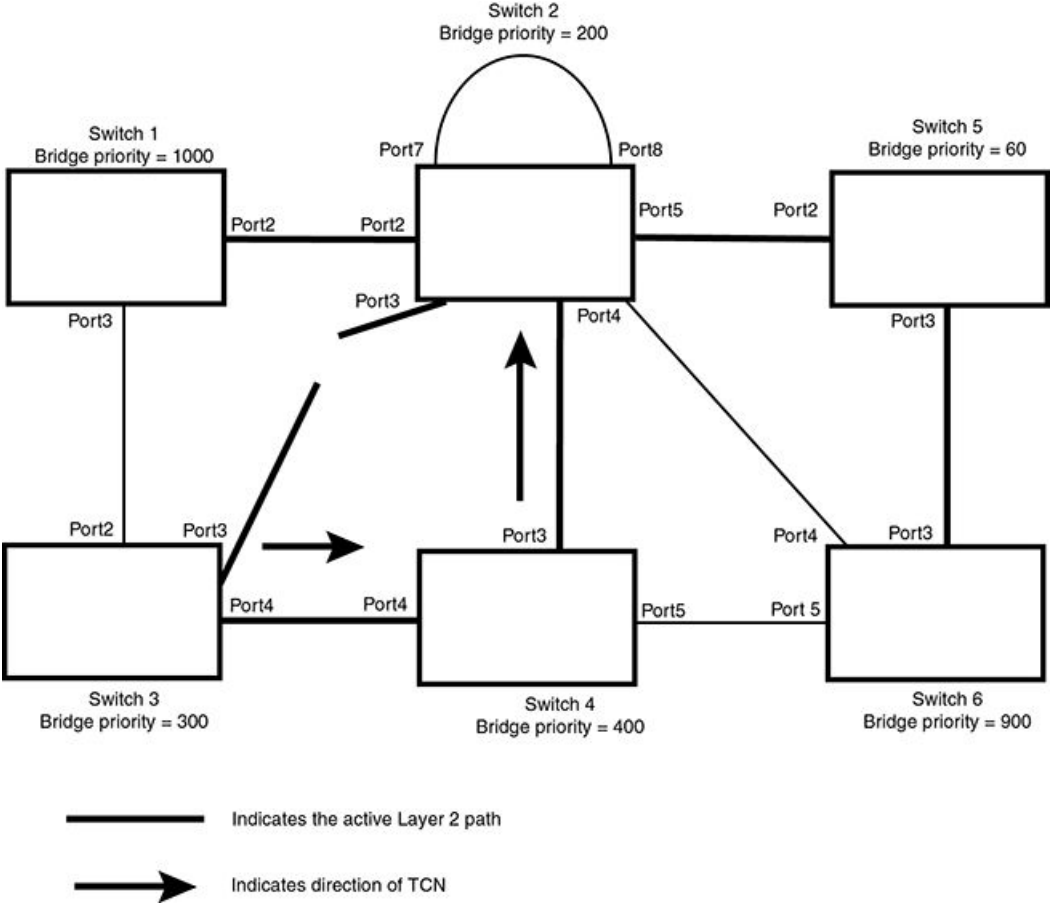 Switch 2
Bridge priority = 200
Switch 1
Bridge priority = 1000
Switch 5
Bridge priority = 60
Port7
Port8
Port2
Port2
Port5
Port2
Port3
Port3
Port4
Port3
Port2
Port3
Port3
Port4
Port3
Port4
Port4
Port5
Port 5
Switch 3
Bridge priority = 300
Switch 4
Bridge priority = 400
Switch 6
Bridge priority = 900
Indicates the active Layer 2 path
Indicates direction of TCN